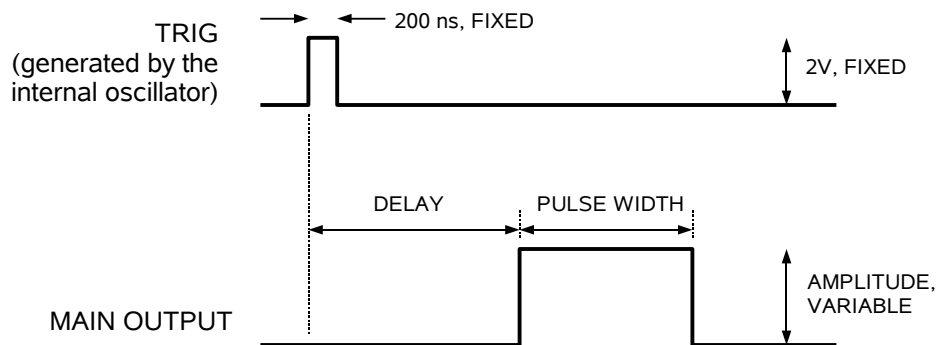 200 ns, FIXED
TRIG
(generated by the
internal oscillator)
2V, FIXED
DELAY
PULSE WIDTH
AMPLITUDE,
VARIABLE
MAIN OUTPUT